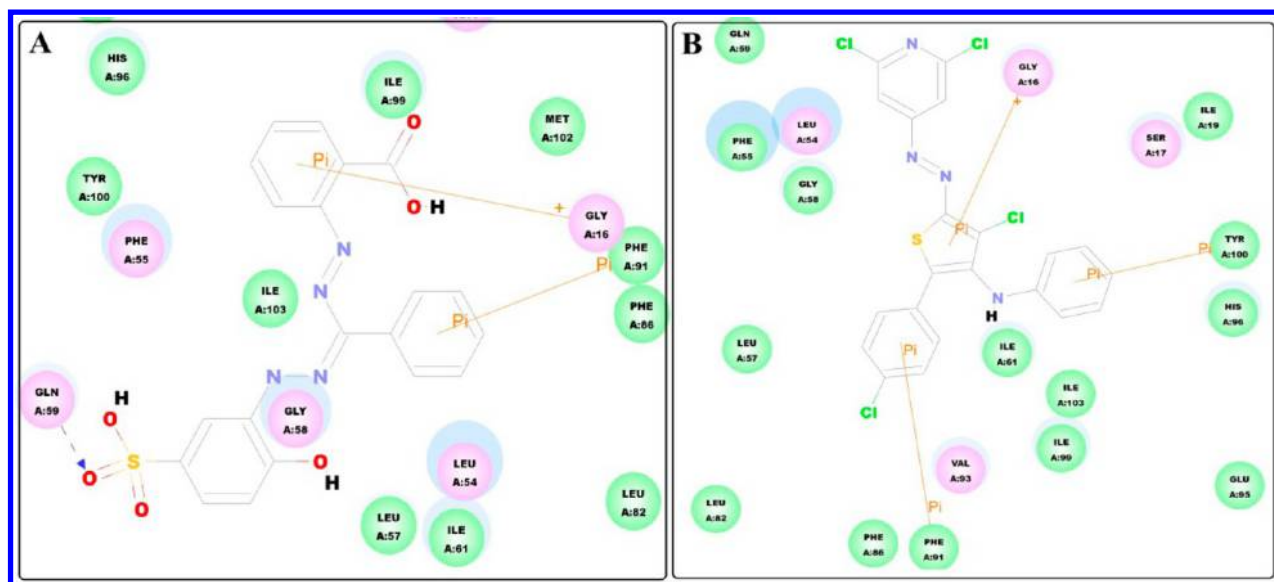 A
HIS
A:96
ILE
A:99
MET
A:102
O
O
H
Pi
+
TYR
A:100
PHE
A:55
GLY
A:16
PHE
A:91
Pi
PHE
A:86
N
N
ILE
A:103
Pi
N
N
GLN
A:59
H
O
S
O
O
GLY
A:58
O
H
LEU
A:54
LEU
A:57
ILE
A:61
LEU
A:82
B
GLN
A:59
Cl
N
Cl
GLY
A:16
+
PHE
A:55
LEU
A:54
GLY
A:58
SER
A:17
ILE
A:19
N
N
S
Pi
Cl
Pi
Pi
TYR
A:100
N
H
HIS
A:96
LEU
A:57
Pi
ILE
A:61
Cl
ILE
A:103
ILE
A:99
VAL
A:93
GLU
A:95
LEU
A:82
Pi
PHE
A:86
PHE
A:91